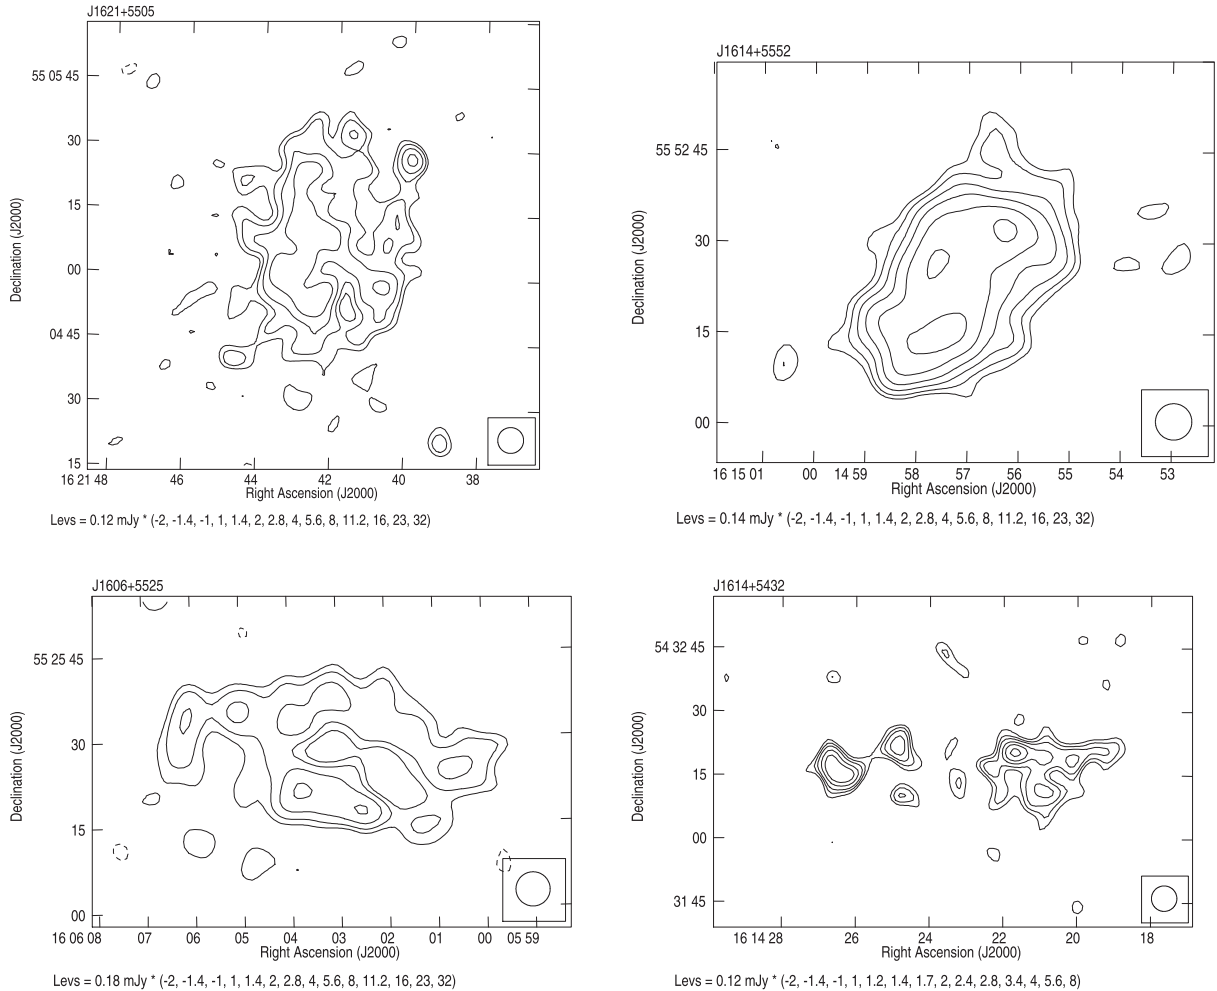 J1621+5505
55 05 45
30
15
00
04 45
30
15
Declination (J2000)
16 21 48 46 44 42 40
Right Ascension (J2000)
Levs = 0.12 mJy * (-2, -1.4, -1, 1, 1.4, 2, 2.8, 4, 5.6, 8, 11.2, 16, 23, 32)
J1614+5552
55 52 45
30
15
00
Declination (J2000)
16 15 01 00 14 59 58 57 56 55 54 53
Right Ascension (J2000)
Levs = 0.14 mJy * (-2, -1.4, -1, 1, 1.4, 2, 2.8, 4, 5.6, 8, 11.2, 16, 23, 32)
J1606+5525
55 25 45
30
15
00
Declination (J2000)
16 06 08 07 06 05 04 03 02 01 00 05 59
Right Ascension (J2000)
Levs = 0.18 mJy * (-2, -1.4, -1, 1, 1.4, 2, 2.8, 4, 5.6, 8, 11.2, 16, 23, 32)
J1614+5432
54 32 45
30
15
00
31 45
Declination (J2000)
16 14 28 26 24 22 20 18
Right Ascension (J2000)
Levs = 0.12 mJy * (-2, -1.4, -1, 1, 1.2, 1.4, 1.7, 2, 2.4, 2.8, 3.4, 4, 5.6, 8)